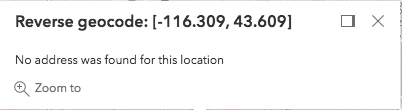 Reverse geocode: [-116.309, 43.609]
No address was found for this location
Zoom to